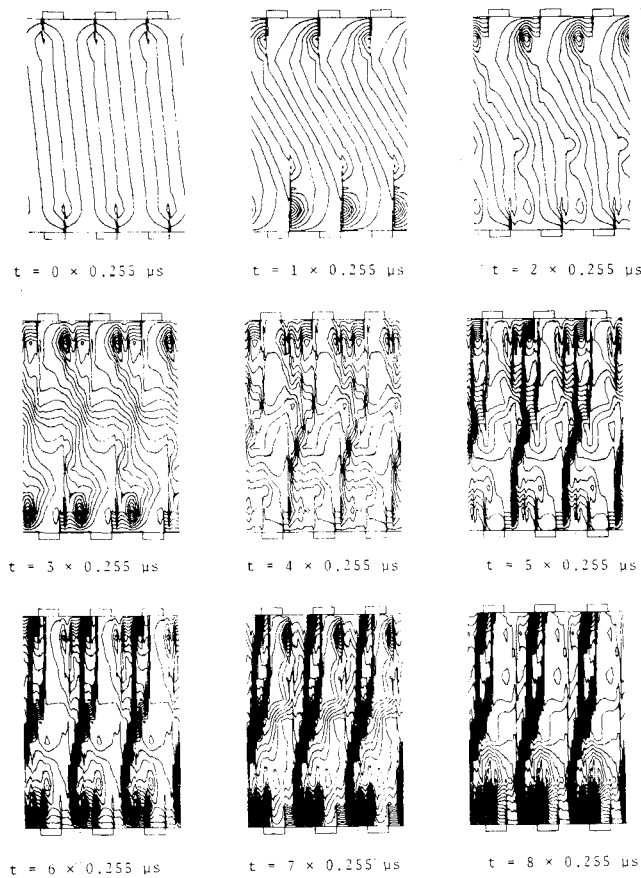 t = 0 × 0.255 µs
t = 1 × 0.255 µs
t = 2 × 0.255 µs
t = 3 × 0.255 µs
t = 4 × 0.255 µs
t = 5 × 0.255 µs
t = 6 × 0.255 µs
t = 7 × 0.255 µs
t = 8 × 0.255 µs